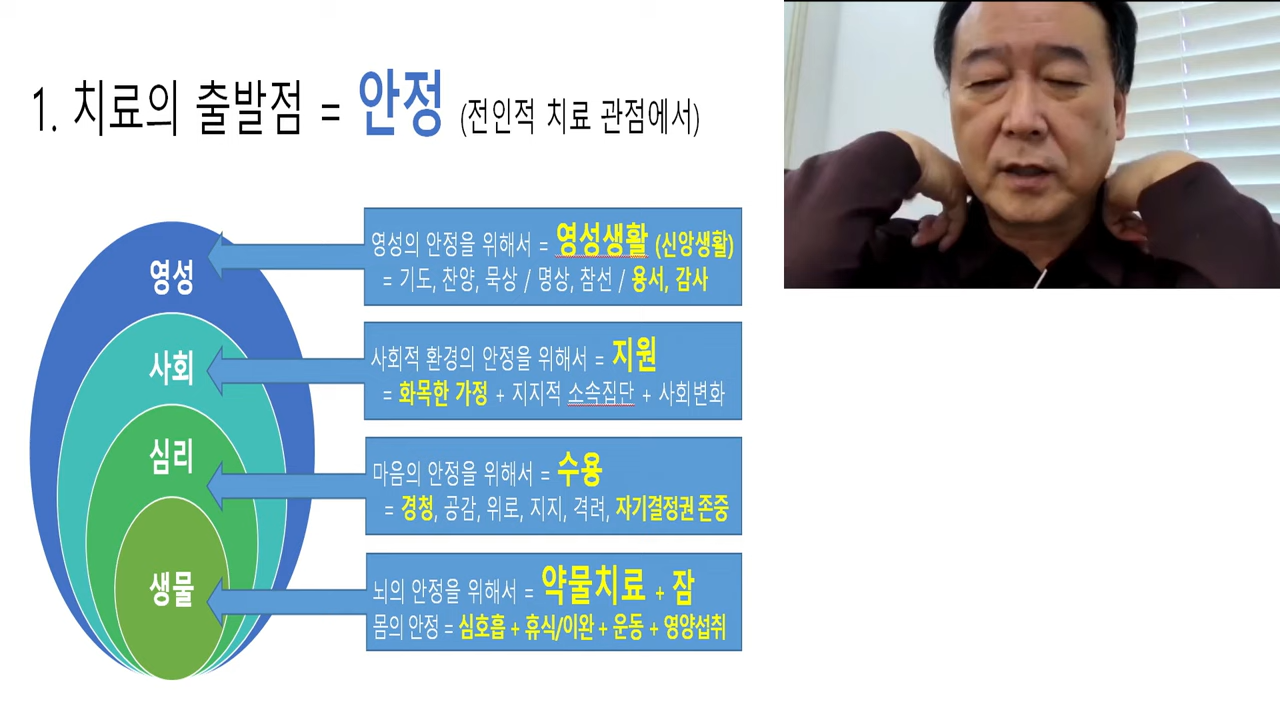 1. 치료의 출발점 = 안정 (전인적 치료 관점에서)
영성
영성의 안정을 위해서 = 영성생활 (신앙생활)
= 기도, 찬양, 묵상 / 명상, 참선 / 용서, 감사
사회
사회적 환경의 안정을 위해서 = 지원
= 화목한 가정 + 지지적 소속집단 + 사회변화
심리
마음의 안정을 위해서 = 수용
= 경청, 공감, 위로, 지지, 격려, 자기결정권 존중
생물
뇌의 안정을 위해서 = 약물치료 + 잠
몸의 안정 = 심호흡 + 휴식/이완 + 운동 + 영양섭취